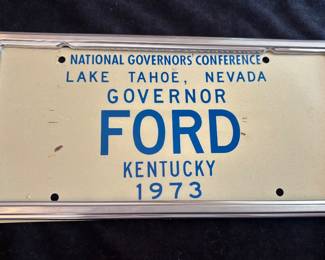 NATIONAL GOVERNORS' CONFERENCE
LAKE TAHOE, NEVADA
GOVERNOR
FORD
KENTUCKY
1973